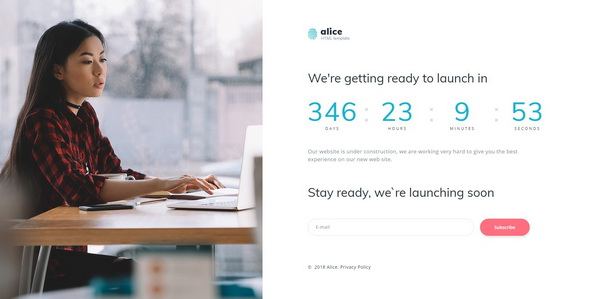 alice
HTML template
We're getting ready to launch in
346 : 23 : 9 : 53
DAYS HOURS MINUTES SECONDS
Our website is under construction, we are working very hard to give you the best
experience on our new web site.
Stay ready, we`re launching soon
E-mail
Subscribe
© 2018 Alice. Privacy Policy